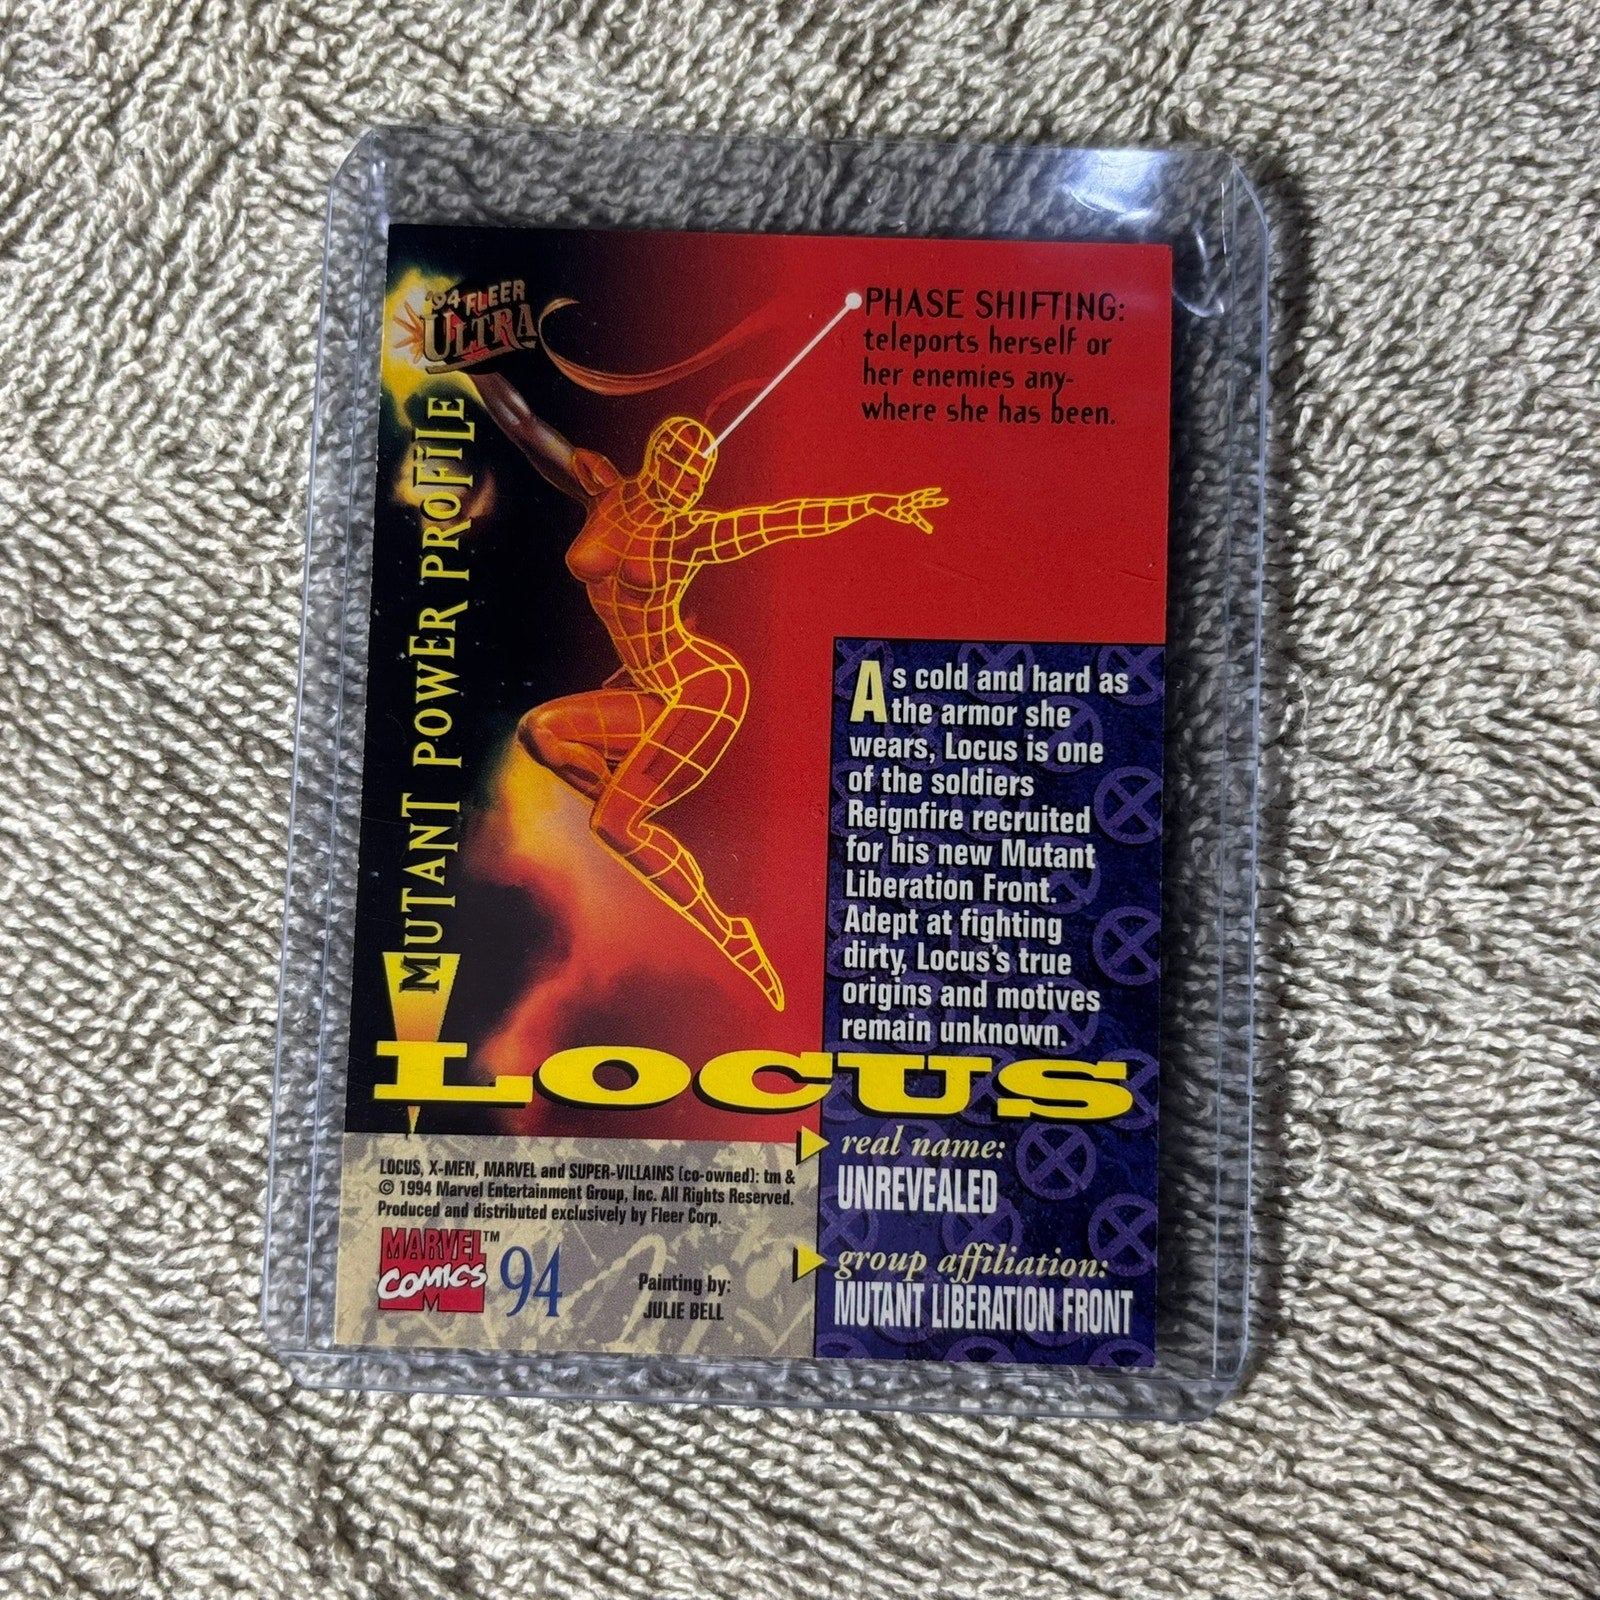 '94 FLEER
ULTRA
MUTANT POWER PROFILE
PHASE SHIFTING:
teleports herself or
her enemies any-
where she has been.
As cold and hard as
the armor she
wears, Locus is one
of the soldiers
Reignfire recruited
for his new Mutant
Liberation Front.
Adept at fighting
dirty, Locus's true
origins and motives
remain unknown.
LOCUS
real name:
UNREVEALED
group affiliation:
MUTANT LIBERATION FRONT
LOCUS, X-MEN, MARVEL and SUPER-VILLAINS (co-owned): tm &
© 1994 Marvel Entertainment Group, Inc. All Rights Reserved.
Produced and distributed exclusively by Fleer Corp.
MARVEL™
COMICS
M
94
Painting by:
JULIE BELL